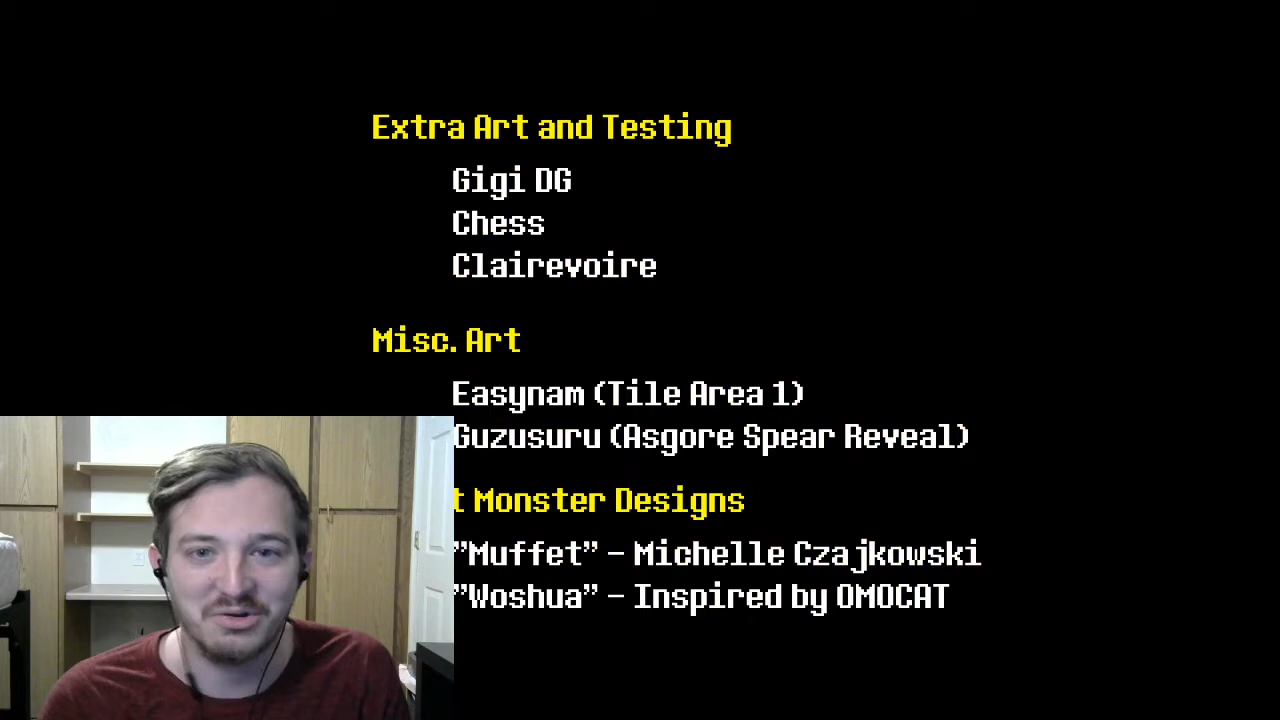 Extra Art and Testing
Gigi DG
Chess
Clairevoire
Misc. Art
Easynam (Tile Area 1)
Guzusuru (Asgore Spear Reveal)
t Monster Designs
"Muffet" - Michelle Czajkowski
"Woshua" - Inspired by OMOCAT